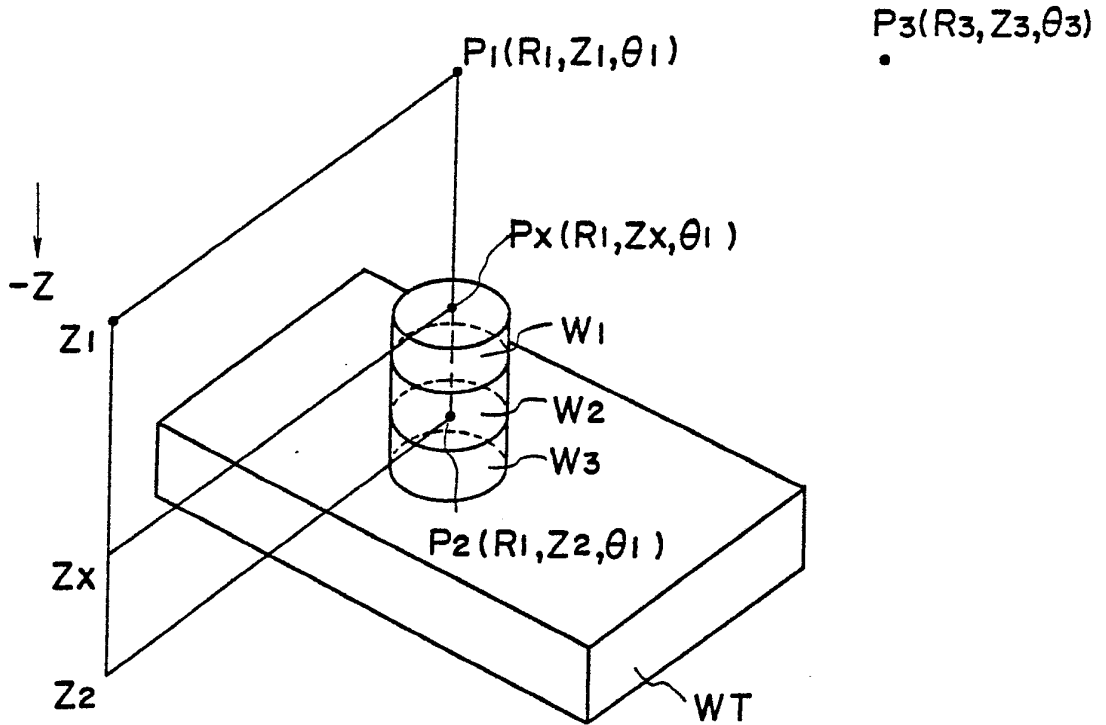 P3(R3,Z3,θ3)
P1(R1,Z1,θ1)
Px(R1,Zx,θ1)
-Z
Z1
W1
W2
W3
P2(R1,Z2,θ1)
Zx
Z2
WT